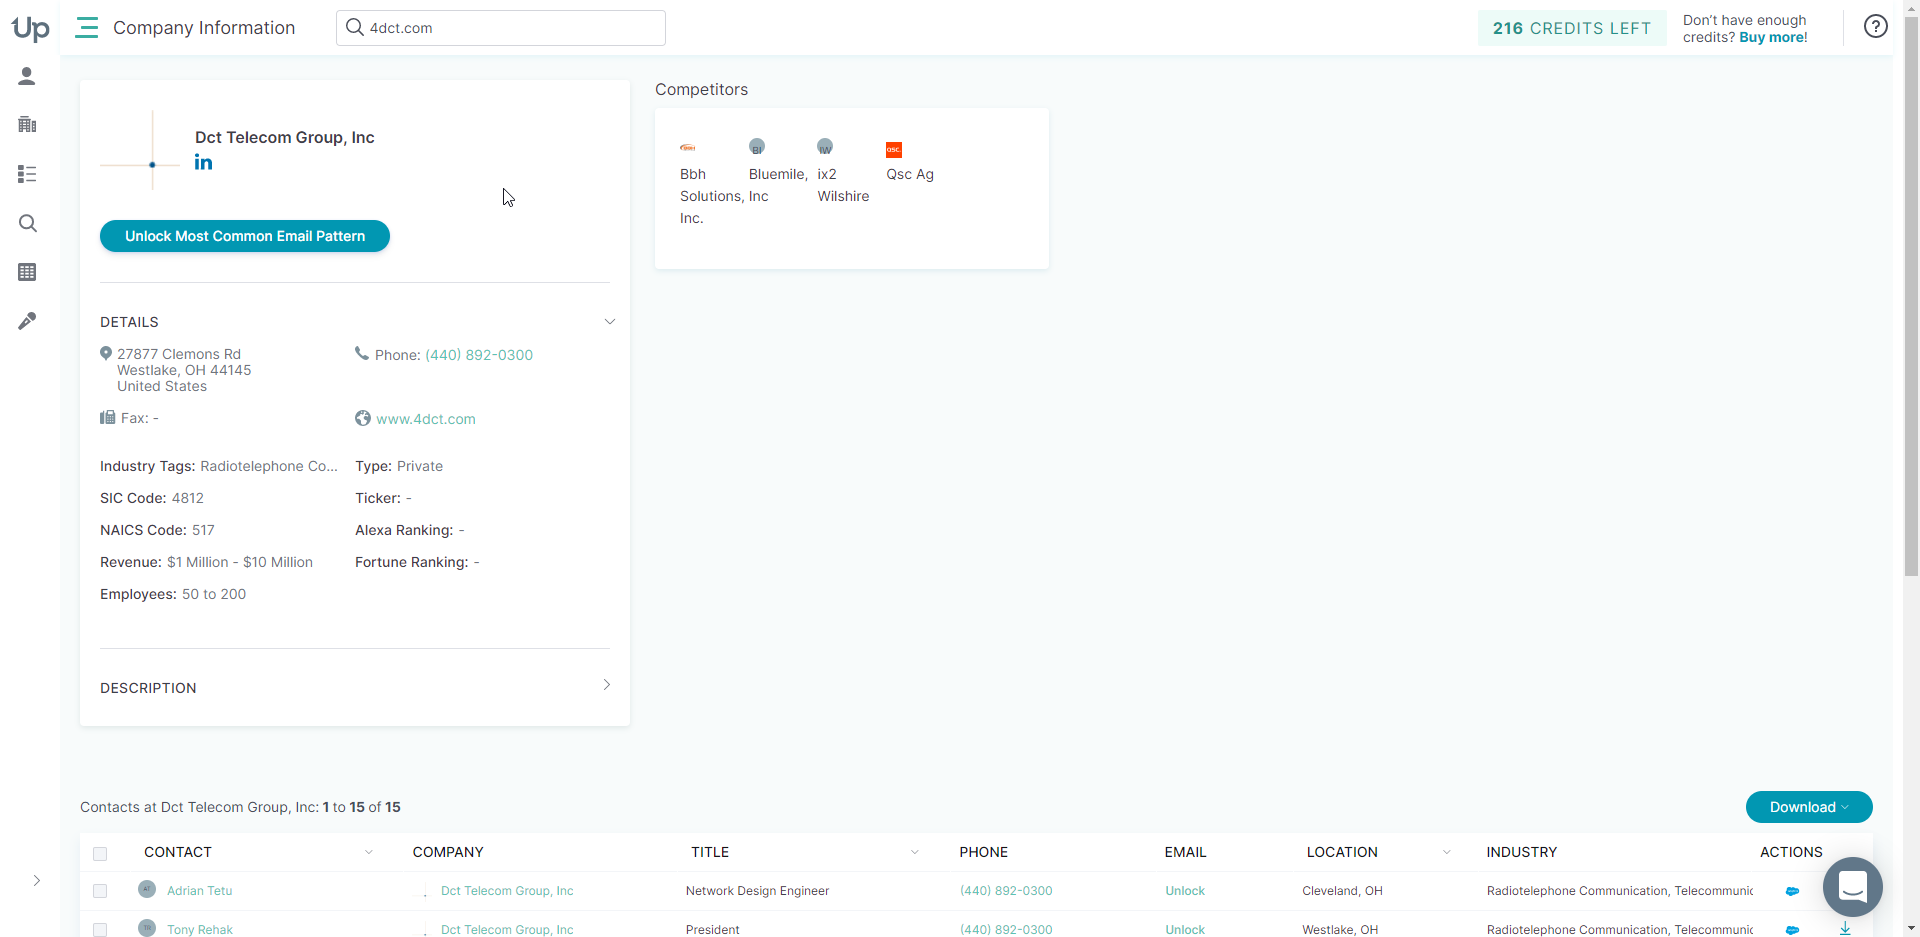 Up
Company Information
4dct.com
216 CREDITS LEFT
Don't have enough
credits? Buy more!
Dct Telecom Group, Inc
in
Unlock Most Common Email Pattern
Competitors
BI
IW
QSC
Bbh
Solutions,
Inc.
Bluemile,
Inc
ix2
Wilshire
Qsc Ag
DETAILS
27877 Clemons Rd
Westlake, OH 44145
United States
Phone: (440) 892-0300
Fax: -
www.4dct.com
Industry Tags: Radiotelephone Co...
Type: Private
SIC Code: 4812
Ticker: -
NAICS Code: 517
Alexa Ranking: -
Revenue: $1 Million - $10 Million
Fortune Ranking: -
Employees: 50 to 200
DESCRIPTION
Contacts at Dct Telecom Group, Inc: 1 to 15 of 15
Download
CONTACT COMPANY TITLE PHONE EMAIL LOCATION INDUSTRY ACTIONS
AT Adrian Tetu Dct Telecom Group, Inc Network Design Engineer (440) 892-0300 Unlock Cleveland, OH Radiotelephone Communication, Telecommunic
TR Tony Rehak Dct Telecom Group, Inc President (440) 892-0300 Unlock Westlake, OH Radiotelephone Communication, Telecommunic